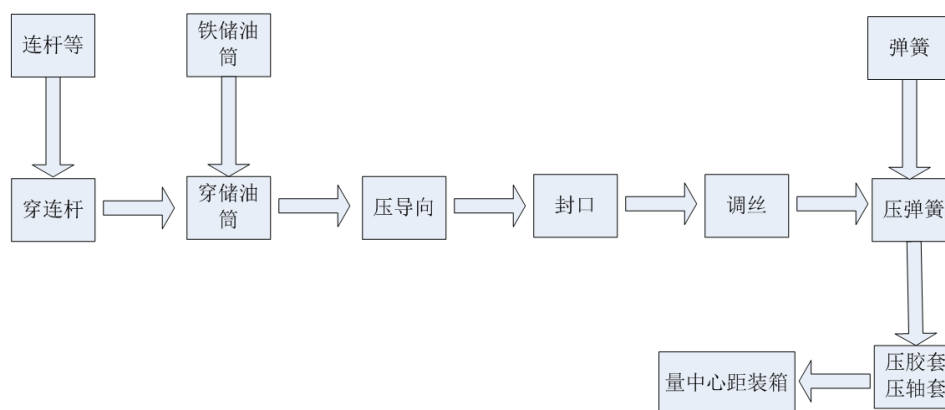 连杆等
铁储油
筒
弹簧
穿连杆
穿储油
筒
压导向
封口
调丝
压弹簧
量中心距装箱
压胶套
压轴套